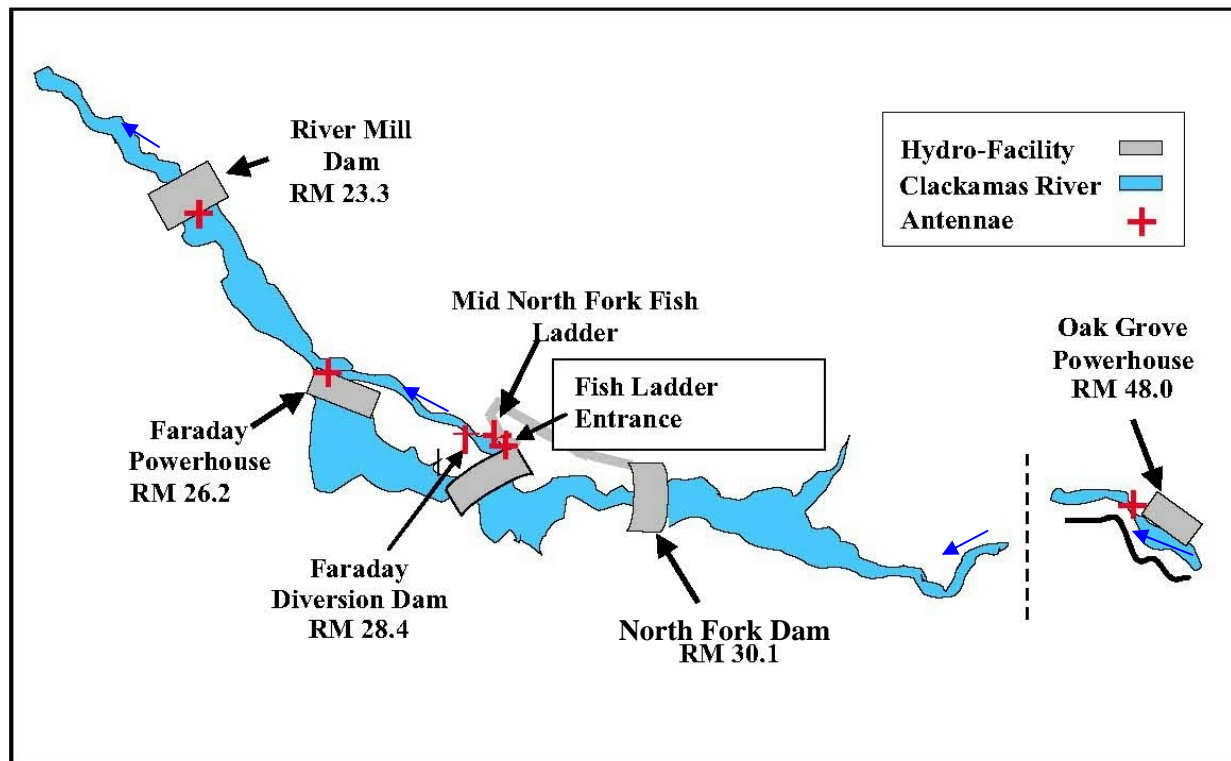 River Mill
Dam
RM 23.3
Hydro-Facility
Clackamas River
Antennae
Mid North Fork Fish
Ladder
Fish Ladder
Entrance
Oak Grove
Powerhouse
RM 48.0
Faraday
Powerhouse
RM 26.2
Faraday
Diversion Dam
RM 28.4
North Fork Dam
RM 30.1